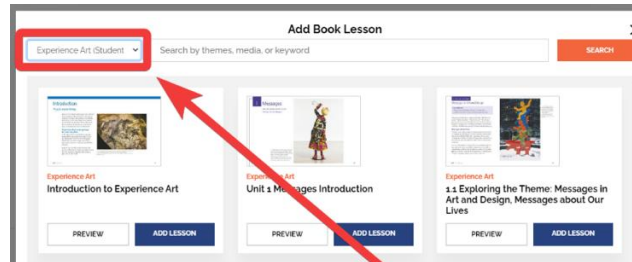 Add Book Lesson
Experience Art (Student
Search by themes, media, or keyword
SEARCH
Introduction
Experience Art
Introduction to Experience Art
PREVIEW
ADD LESSON
Messages
Experience Art
Unit 1 Messages Introduction
PREVIEW
ADD LESSON
Experience Art
1.1 Exploring the Theme: Messages in
Art and Design, Messages about Our
Lives
PREVIEW
ADD LESSON